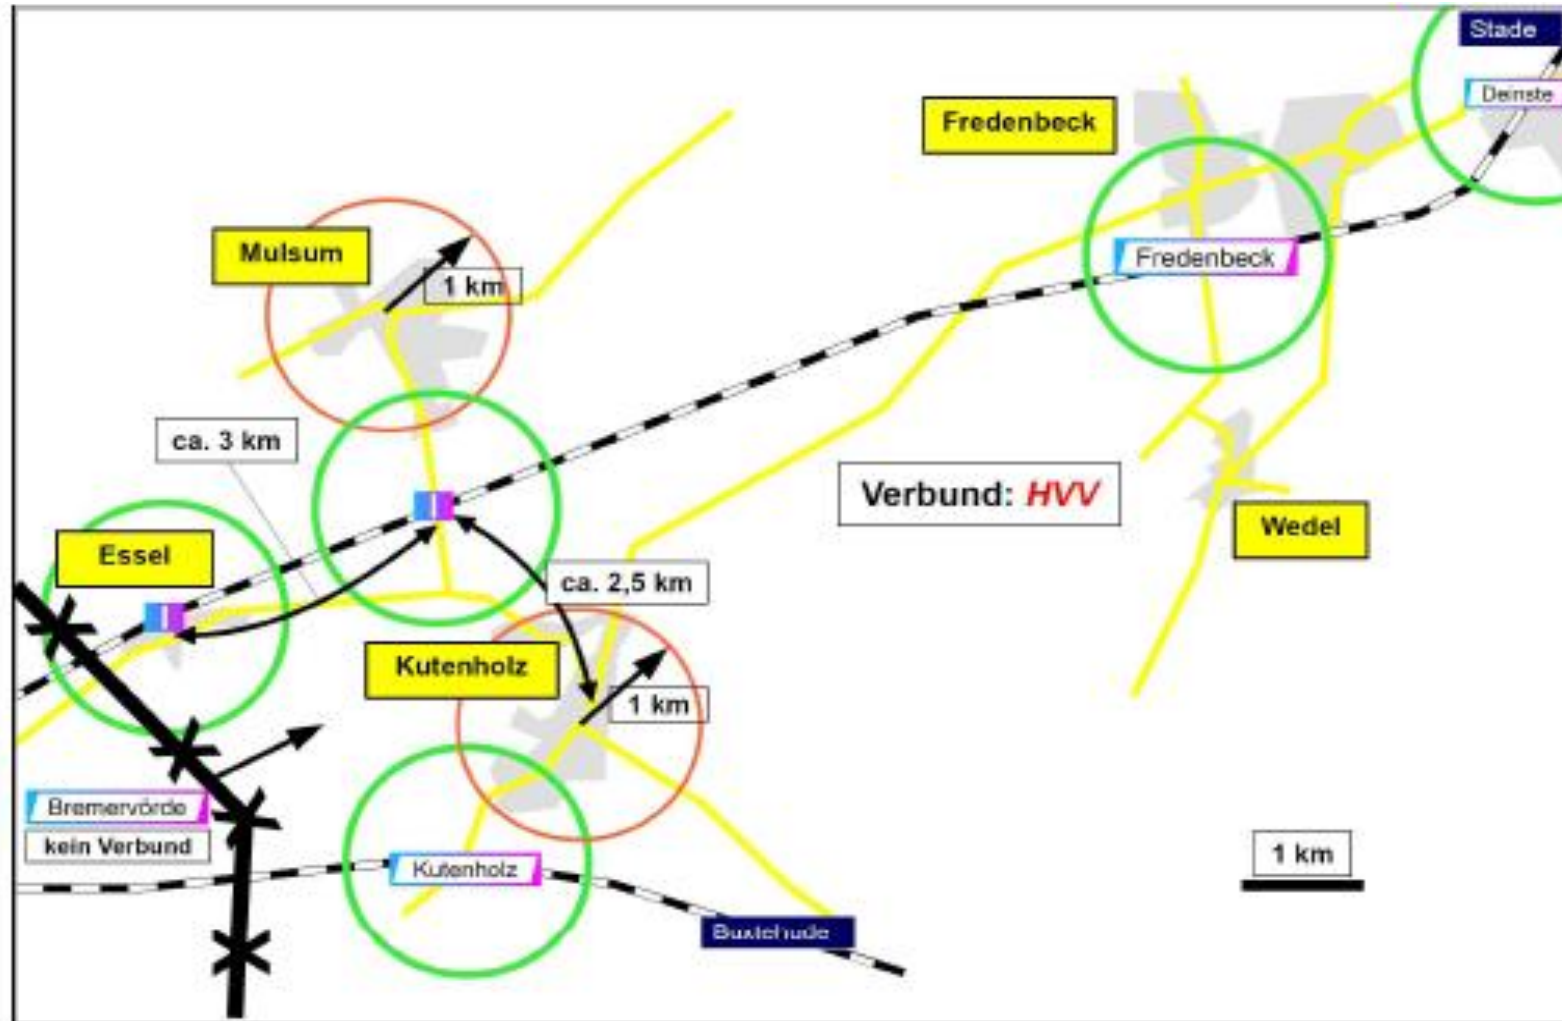 Stade
Deinste
Fredenbeck
Mulsum
1 km
Fredenbeck
ca. 3 km
Verbund: HVV
Wedel
Essel
ca. 2,5 km
Kutenholz
1 km
Bremervörde
kein Verbund
Kutenholz
1 km
Buxtehude